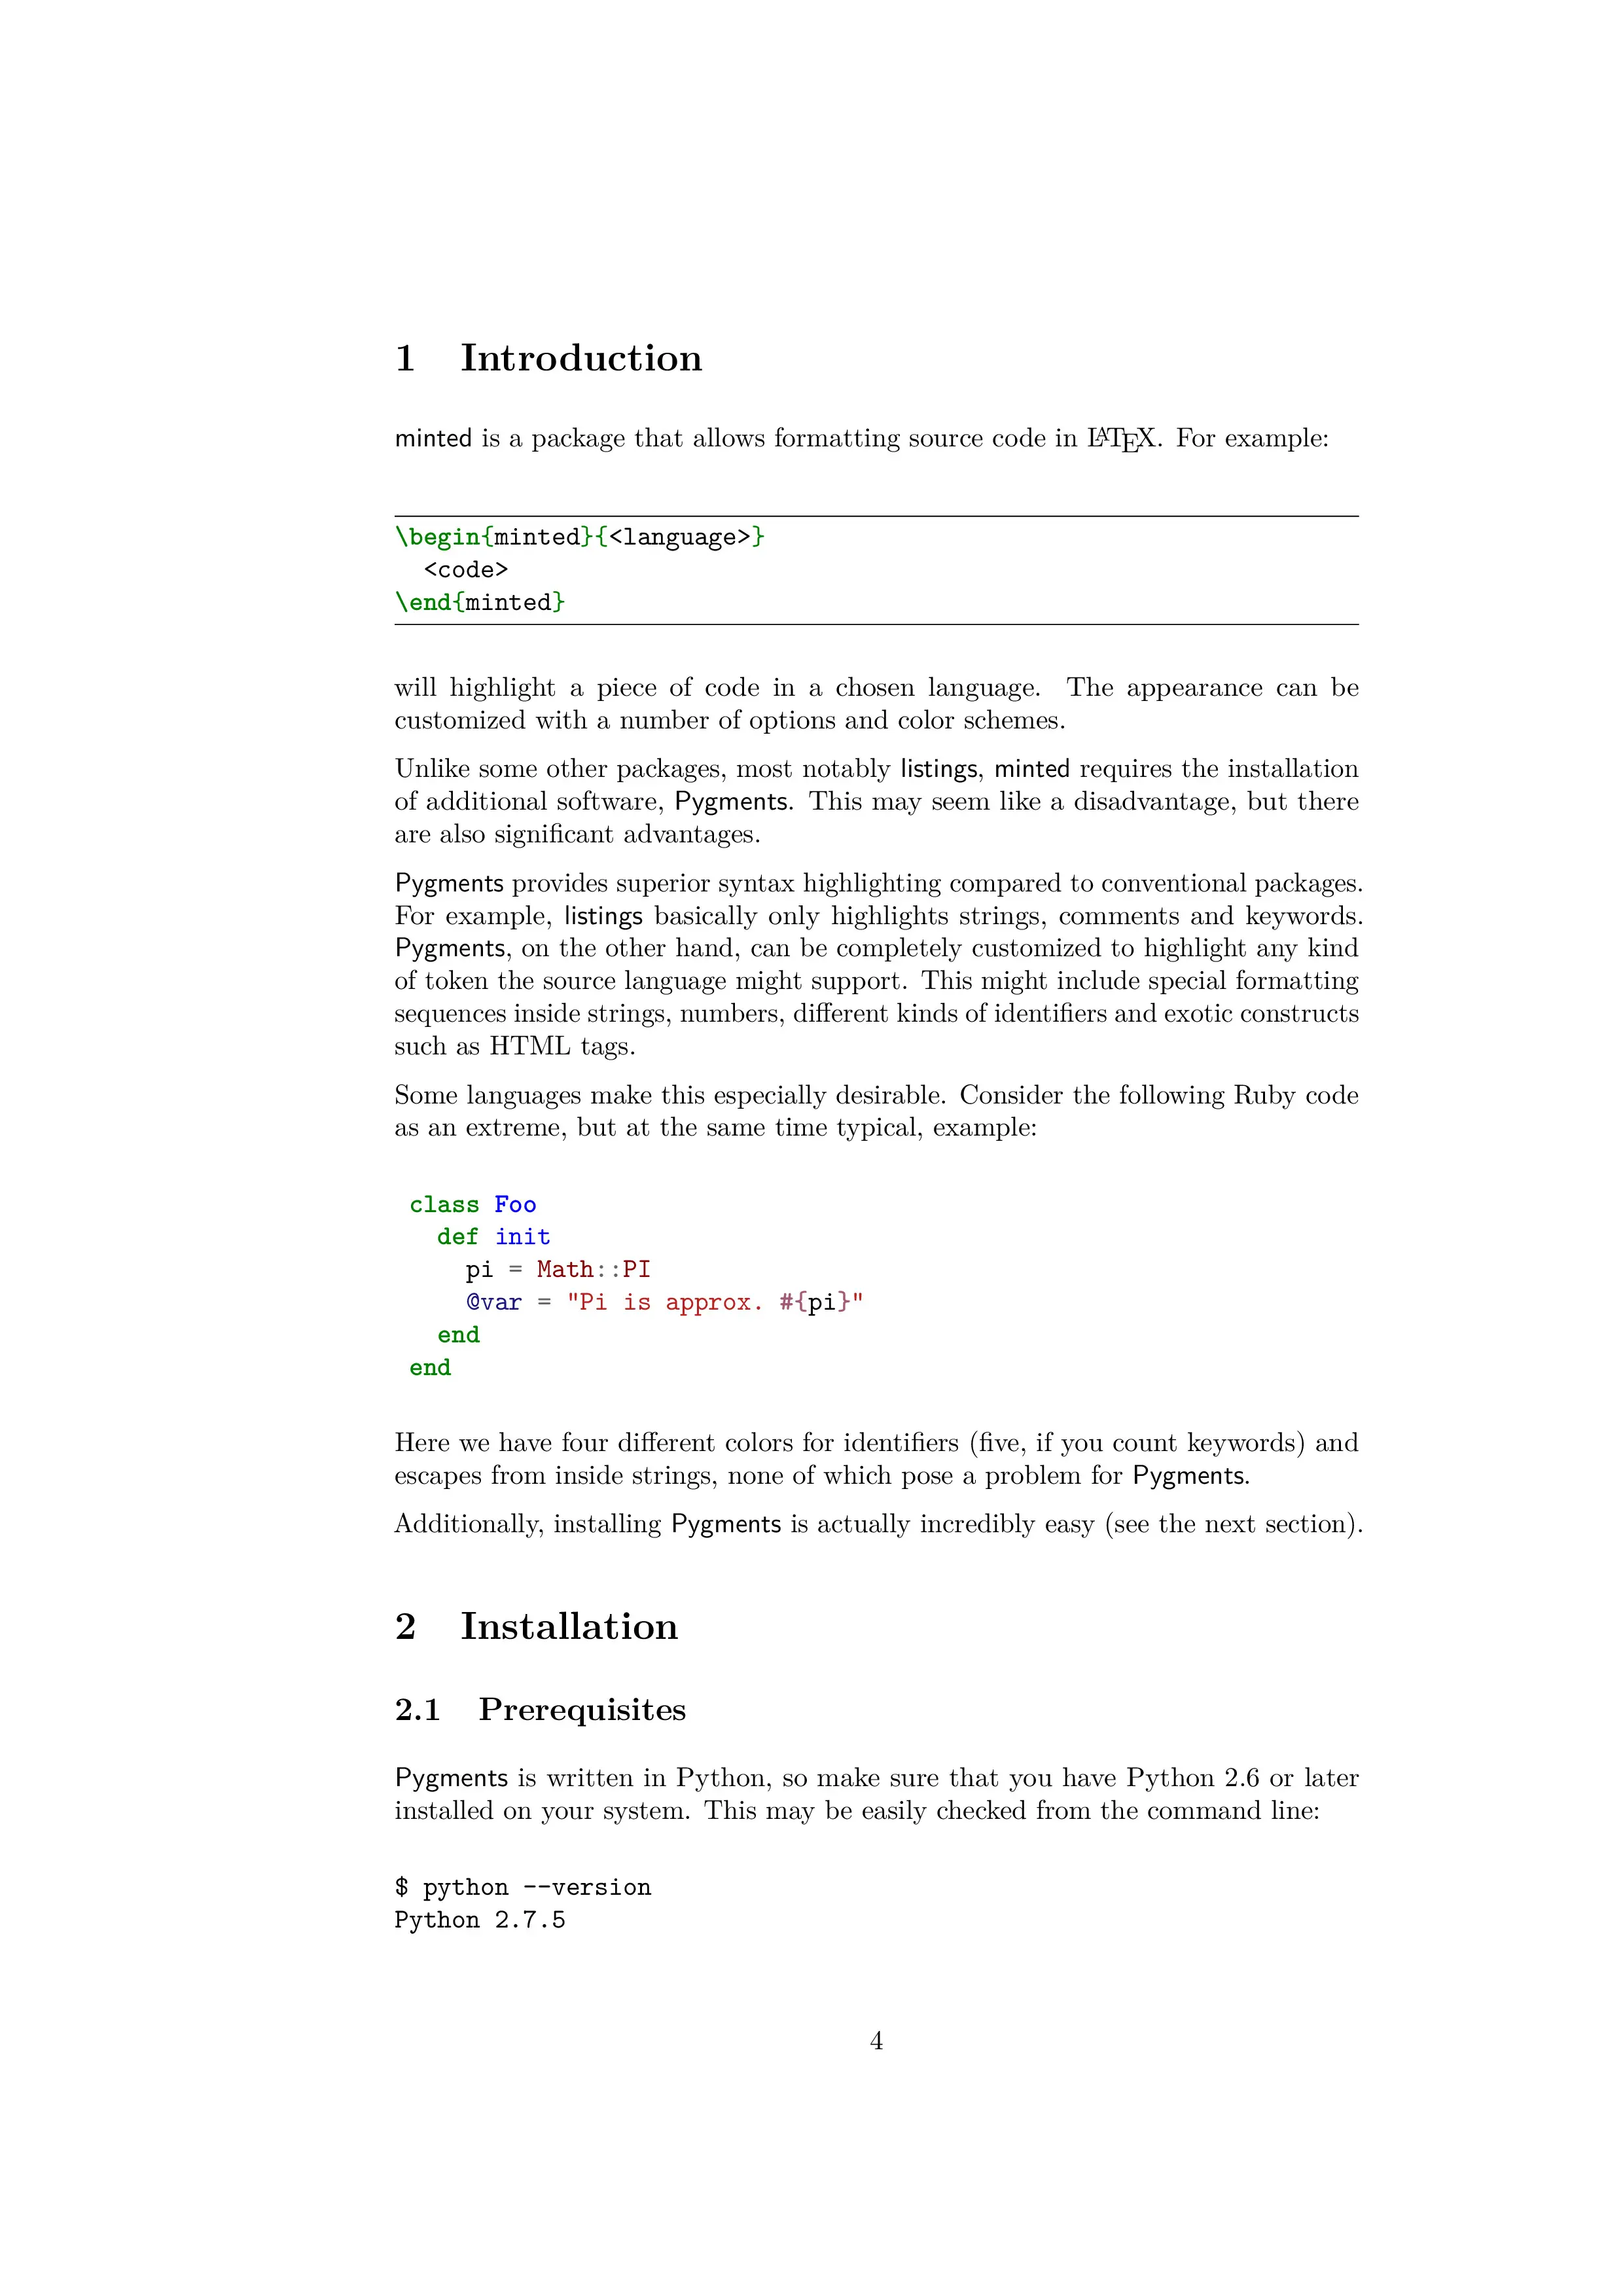 1 Introduction
minted is a package that allows formatting source code in LATEX. For example:
\begin{minted}{<language>}
  <code>
\end{minted}
will highlight a piece of code in a chosen language. The appearance can be
customized with a number of options and color schemes.
Unlike some other packages, most notably listings, minted requires the installation
of additional software, Pygments. This may seem like a disadvantage, but there
are also significant advantages.
Pygments provides superior syntax highlighting compared to conventional packages.
For example, listings basically only highlights strings, comments and keywords.
Pygments, on the other hand, can be completely customized to highlight any kind
of token the source language might support. This might include special formatting
sequences inside strings, numbers, different kinds of identifiers and exotic constructs
such as HTML tags.
Some languages make this especially desirable. Consider the following Ruby code
as an extreme, but at the same time typical, example:
class Foo
  def init
    pi = Math::PI
    @var = "Pi is approx. #{pi}"
  end
end
Here we have four different colors for identifiers (five, if you count keywords) and
escapes from inside strings, none of which pose a problem for Pygments.
Additionally, installing Pygments is actually incredibly easy (see the next section).
2 Installation
2.1 Prerequisites
Pygments is written in Python, so make sure that you have Python 2.6 or later
installed on your system. This may be easily checked from the command line:
$ python --version
Python 2.7.5
4